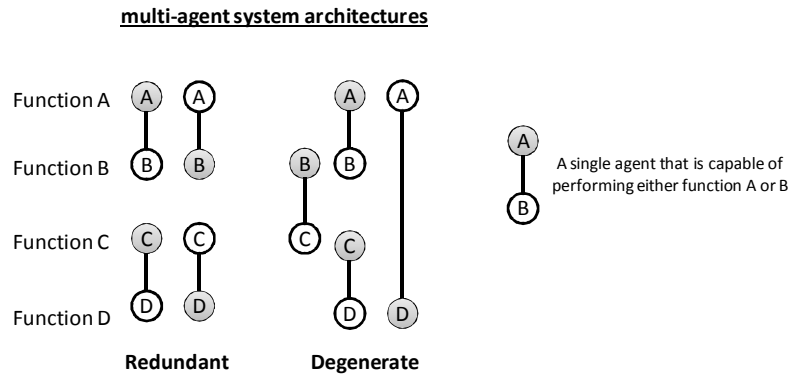 multi-agent system architectures
Function A A A A A
Function B B B B B
Function C C C C C
Function D D D D D
Redundant Degenerate
A
B
A single agent that is capable of
performing either function A or B